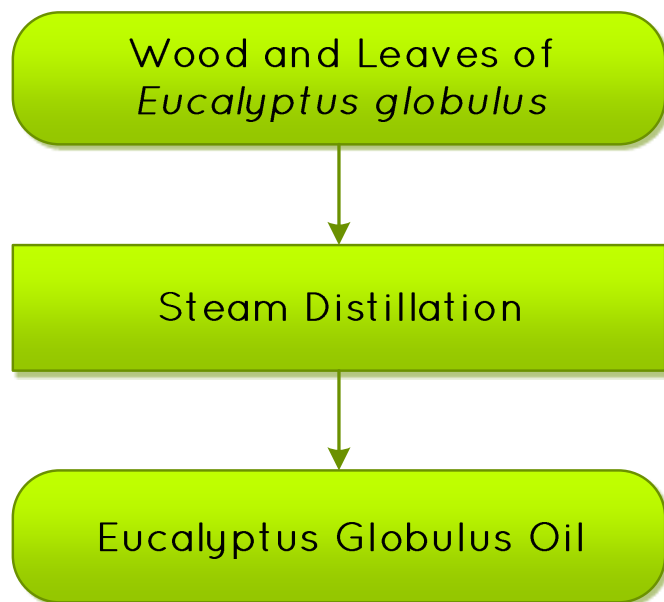 Wood and Leaves of
Eucalyptus globulus
Steam Distillation
Eucalyptus Globulus Oil